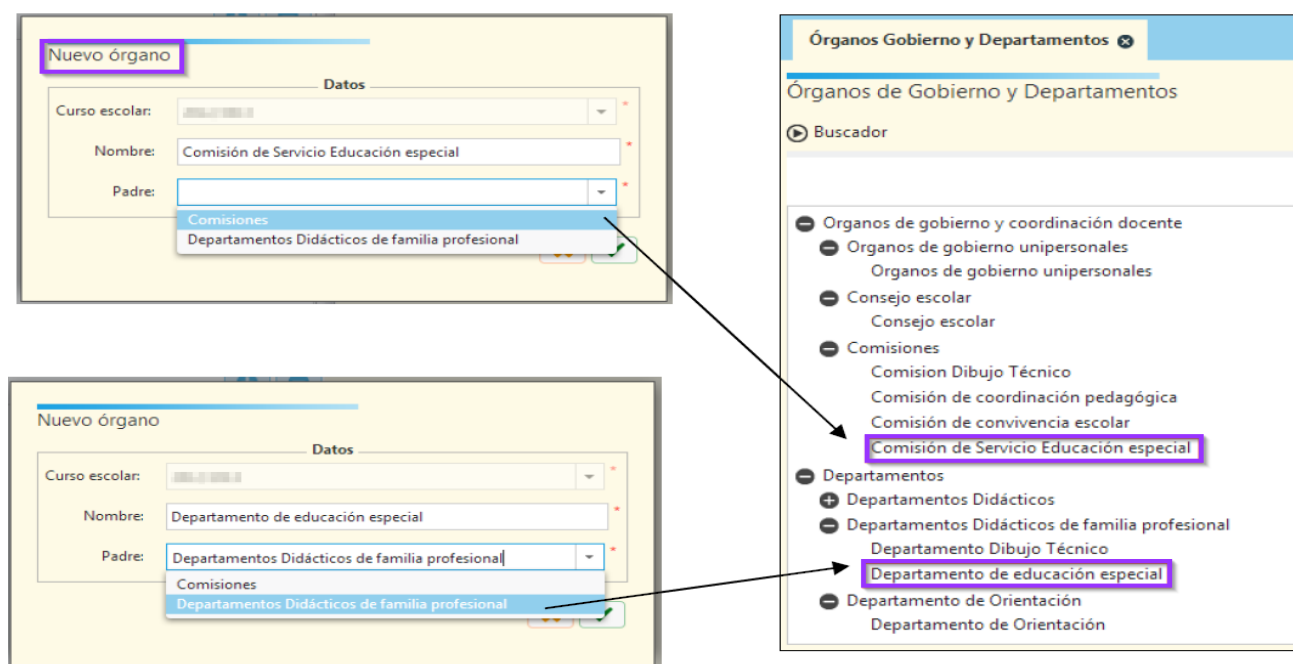 Nuevo órgano
Datos
Curso escolar:
*
Nombre:
Comisión de Servicio Educación especial
*
Padre:
*
Comisiones
Departamentos Didácticos de familia profesional
Nuevo órgano
Datos
Curso escolar:
*
Nombre:
Departamento de educación especial
*
Padre:
Departamentos Didácticos de familia profesional
*
Comisiones
Departamentos Didácticos de familia profesional
Órganos Gobierno y Departamentos
Órganos de Gobierno y Departamentos
Buscador
Organos de gobierno y coordinación docente
Organos de gobierno unipersonales
Organos de gobierno unipersonales
Consejo escolar
Consejo escolar
Comisiones
Comision Dibujo Técnico
Comisión de coordinación pedagógica
Comisión de convivencia escolar
Comisión de Servicio Educación especial
Departamentos
Departamentos Didácticos
Departamentos Didácticos de familia profesional
Departamento Dibujo Técnico
Departamento de educación especial
Departamento de Orientación
Departamento de Orientación